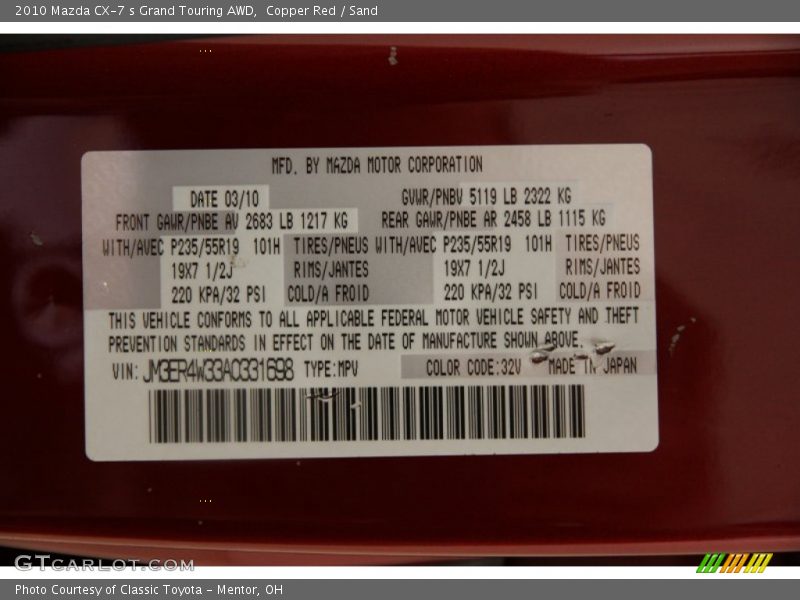 2010 Mazda CX-7 s Grand Touring AWD,  Copper Red / Sand
MFD. BY MAZDA MOTOR CORPORATION
DATE 03/10 GVWR/PNBV 5119 LB 2322 KG
FRONT GAWR/PNBE AV 2683 LB 1217 KG REAR GAWR/PNBE AR 2458 LB 1115 KG
WITH/AVEC P235/55R19 101H TIRES/PNEUS WITH/AVEC P235/55R19 101H TIRES/PNEUS
19X7 1/2J RIMS/JANTES 19X7 1/2J RIMS/JANTES
220 KPA/32 PSI COLD/A FROID 220 KPA/32 PSI COLD/A FROID
THIS VEHICLE CONFORMS TO ALL APPLICABLE FEDERAL MOTOR VEHICLE SAFETY AND THEFT
PREVENTION STANDARDS IN EFFECT ON THE DATE OF MANUFACTURE SHOWN ABOVE.
VIN: JM3ER4W33A0331698 TYPE:MPV COLOR CODE:32V MADE IN JAPAN
GTCarLot.com
Photo Courtesy of Classic Toyota - Mentor, OH